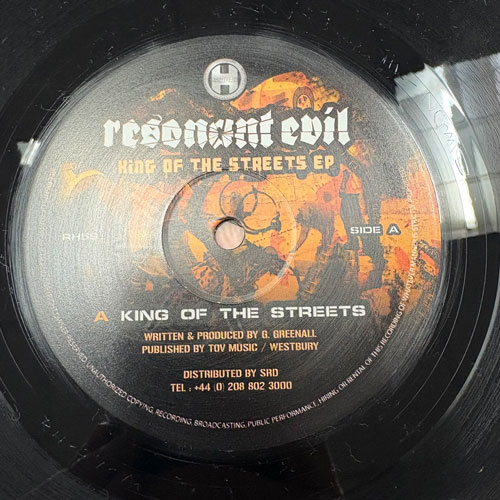 H
resonant evil
KING OF THE STREETS EP
SIDE A
A KING OF THE STREETS
WRITTEN & PRODUCED BY G. GREENALL
PUBLISHED BY TOV MUSIC / WESTBURY
DISTRIBUTED BY SRD
TEL : +44 (0) 208 802 3000
RESERVED, UNAUTHORIZED COPYING, RECORDING, BROADCASTING, PUBLIC PERFORMANCE, HIRING OR RENTAL OF THIS RECORDING